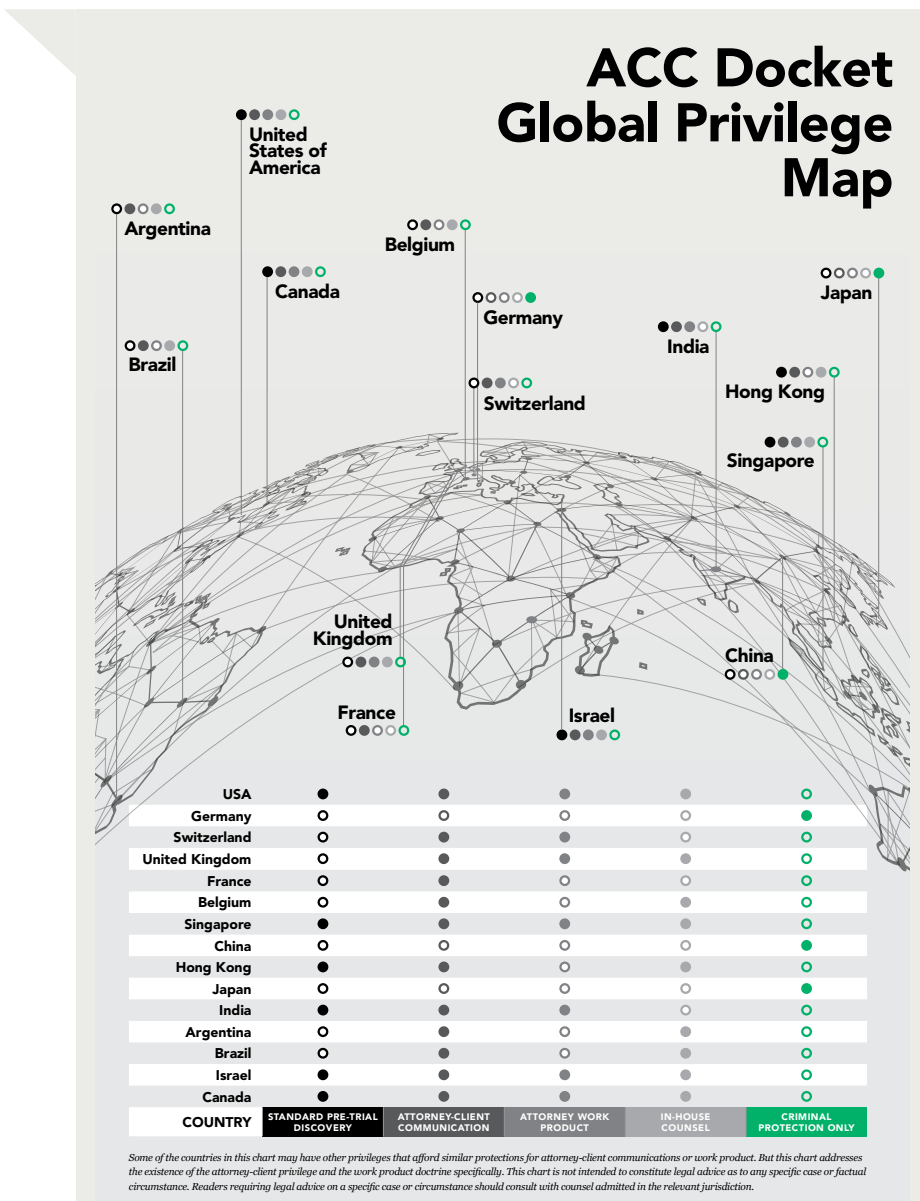 ACC Docket
Global Privilege
Map
United
States of
America
Argentina
Belgium
Canada
Japan
Germany
India
Brazil
Hong Kong
Switzerland
Singapore
United
Kingdom
China
France
Israel
USA
Germany
Switzerland
United Kingdom
France
Belgium
Singapore
China
Hong Kong
Japan
India
Argentina
Brazil
Israel
Canada
COUNTRY
STANDARD PRE-TRIAL
DISCOVERY
ATTORNEY-CLIENT
COMMUNICATION
ATTORNEY WORK
PRODUCT
IN-HOUSE
COUNSEL
CRIMINAL
PROTECTION ONLY
Some of the countries in this chart may have other privileges that afford similar protections for attorney-client communications or work product. But this chart addresses
the existence of the attorney-client privilege and the work product doctrine specifically. This chart is not intended to constitute legal advice as to any specific case or factual
circumstance. Readers requiring legal advice on a specific case or circumstance should consult with counsel admitted in the relevant jurisdiction.